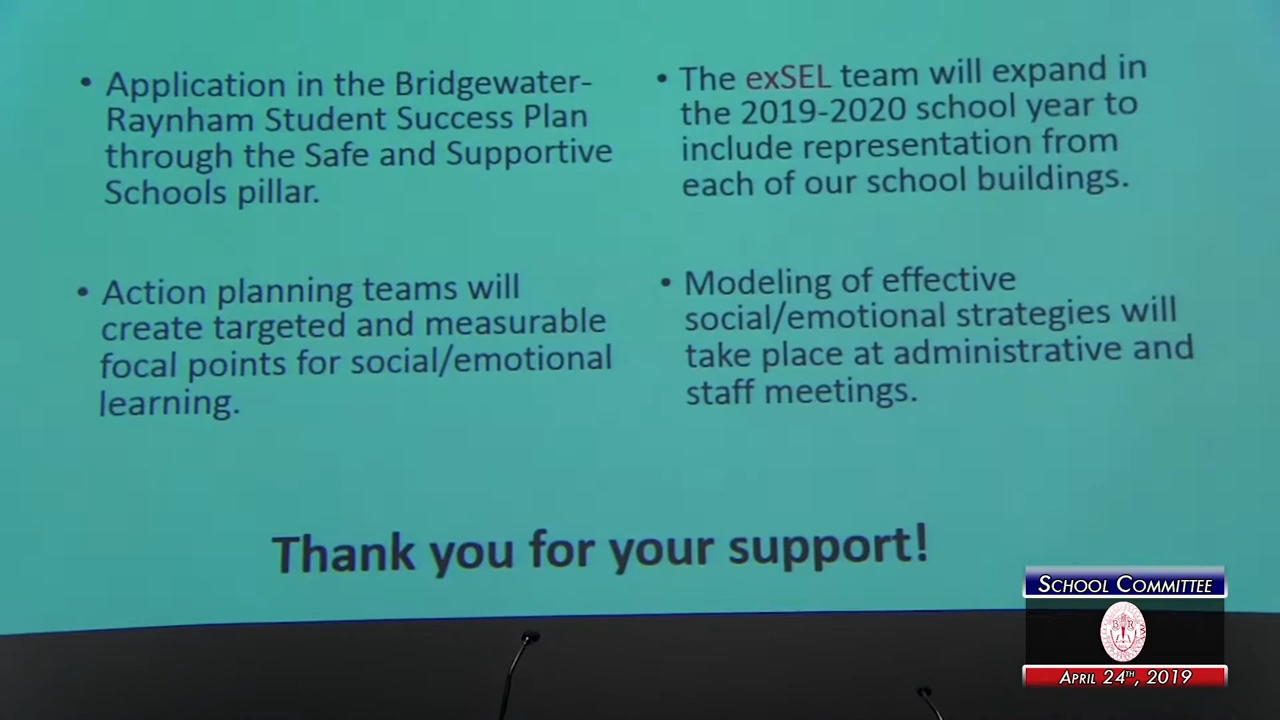 • Application in the Bridgewater-
Raynham Student Success Plan
through the Safe and Supportive
Schools pillar.
• Action planning teams will
create targeted and measurable
focal points for social/emotional
learning.
• The exSEL team will expand in
the 2019-2020 school year to
include representation from
each of our school buildings.
• Modeling of effective
social/emotional strategies will
take place at administrative and
staff meetings.
Thank you for your support!
School Committee
B R
April 24th, 2019